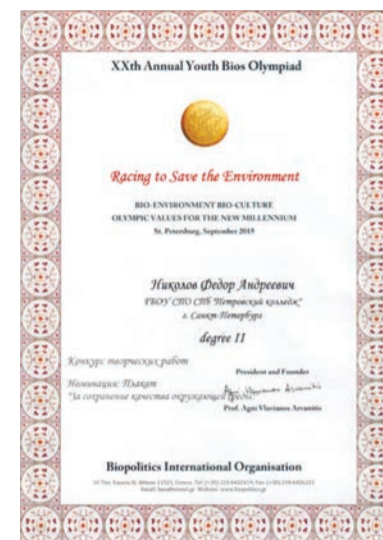 XXth Annual Youth Bios Olympiad
Racing to Save the Environment
BIO-ENVIRONMENT BIO-CULTURE
OLYMPIC VALUES FOR THE NEW MILLENNIUM
St. Petersburg, September 2015
Николов Федор Андреевич
ГБОУ СПО СПб "Петровский колледж"
г. Санкт-Петербург
degree II
Конкурс творческих работ
President and Founder
Номинация: Плакат
"За сохранение качества окружающей среды"
Prof. Agni Vlavianos Arvanitis
Biopolitics International Organisation